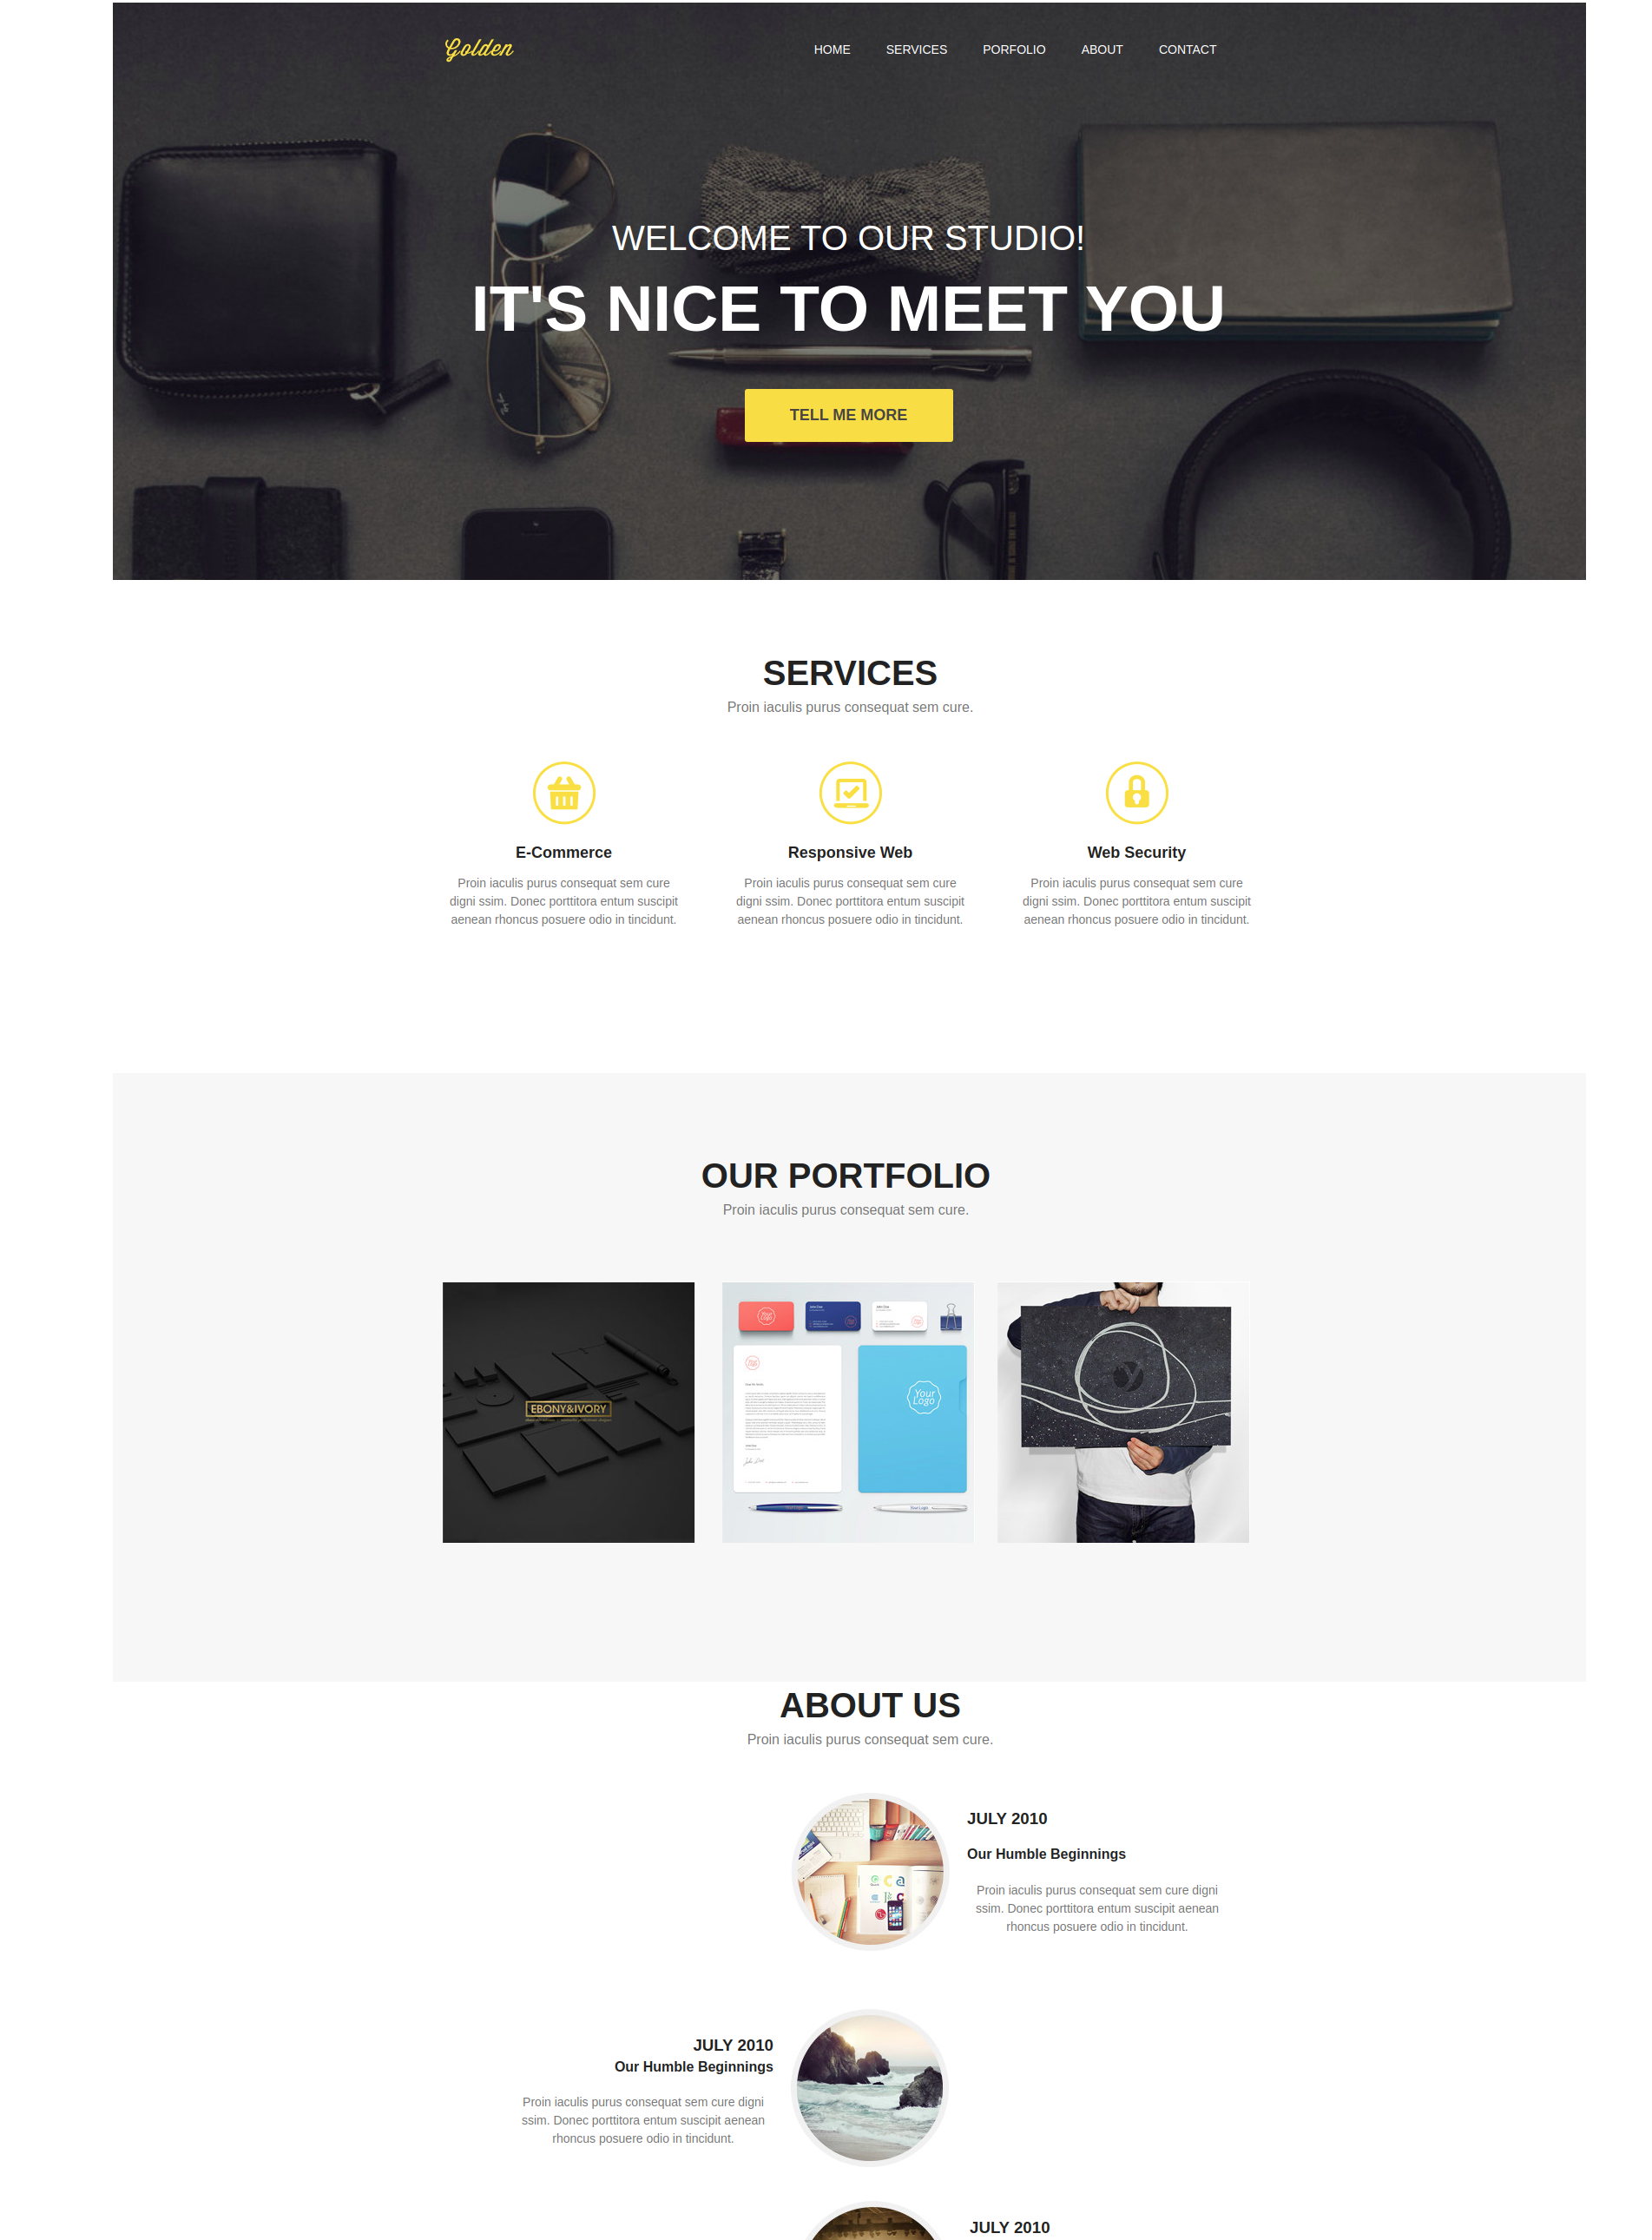 Golden
HOME SERVICES PORFOLIO ABOUT CONTACT
WELCOME TO OUR STUDIO!
IT'S NICE TO MEET YOU
TELL ME MORE
SERVICES
Proin iaculis purus consequat sem cure.
E-Commerce
Proin iaculis purus consequat sem cure
digni ssim. Donec porttitora entum suscipit
aenean rhoncus posuere odio in tincidunt.
Responsive Web
Proin iaculis purus consequat sem cure
digni ssim. Donec porttitora entum suscipit
aenean rhoncus posuere odio in tincidunt.
Web Security
Proin iaculis purus consequat sem cure
digni ssim. Donec porttitora entum suscipit
aenean rhoncus posuere odio in tincidunt.
OUR PORTFOLIO
Proin iaculis purus consequat sem cure.
EBONY&IVORY
Your
Logo
Your
Logo
ABOUT US
Proin iaculis purus consequat sem cure.
JULY 2010
Our Humble Beginnings
Proin iaculis purus consequat sem cure digni
ssim. Donec porttitora entum suscipit aenean
rhoncus posuere odio in tincidunt.
JULY 2010
Our Humble Beginnings
Proin iaculis purus consequat sem cure digni
ssim. Donec porttitora entum suscipit aenean
rhoncus posuere odio in tincidunt.
JULY 2010